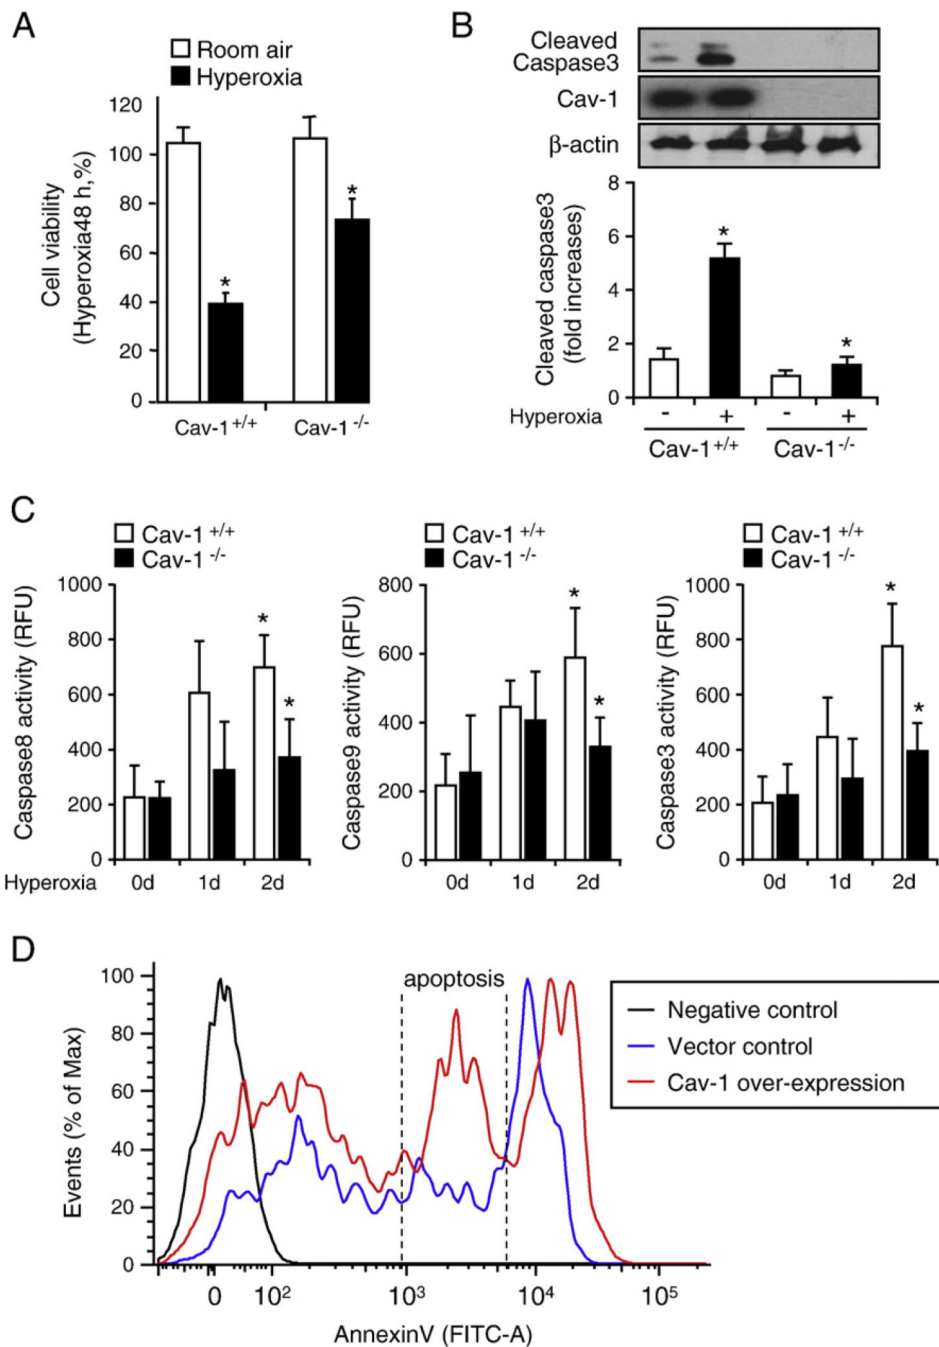 A
Room air
Hyperoxia
120
100
80
60
40
20
0
Cell viability
(Hyperoxia48 h,%)
*
*
Cav-1 +/+
Cav-1 -/-
B
Cleaved
Caspase3
Cav-1
β-actin
8
6
4
2
0
Cleaved caspase3
(fold increases)
*
*
Hyperoxia - + - +
Cav-1+/+ Cav-1-/-
C
Cav-1 +/+
Cav-1 -/-
1000
800
600
400
200
0
Caspase8 activity (RFU)
*
*
Hyperoxia 0d 1d 2d
Cav-1 +/+
Cav-1 -/-
800
600
400
200
0
Caspase9 activity (RFU)
*
*
0d 1d 2d
Cav-1 +/+
Cav-1 -/-
1000
800
600
400
200
0
Caspase3 activity (RFU)
*
*
0d 1d 2d
D
apoptosis
100
80
60
40
20
0
Events (% of Max)
0 10² 10³ 10⁴ 10⁵
AnnexinV (FITC-A)
Negative control
Vector control
Cav-1 over-expression